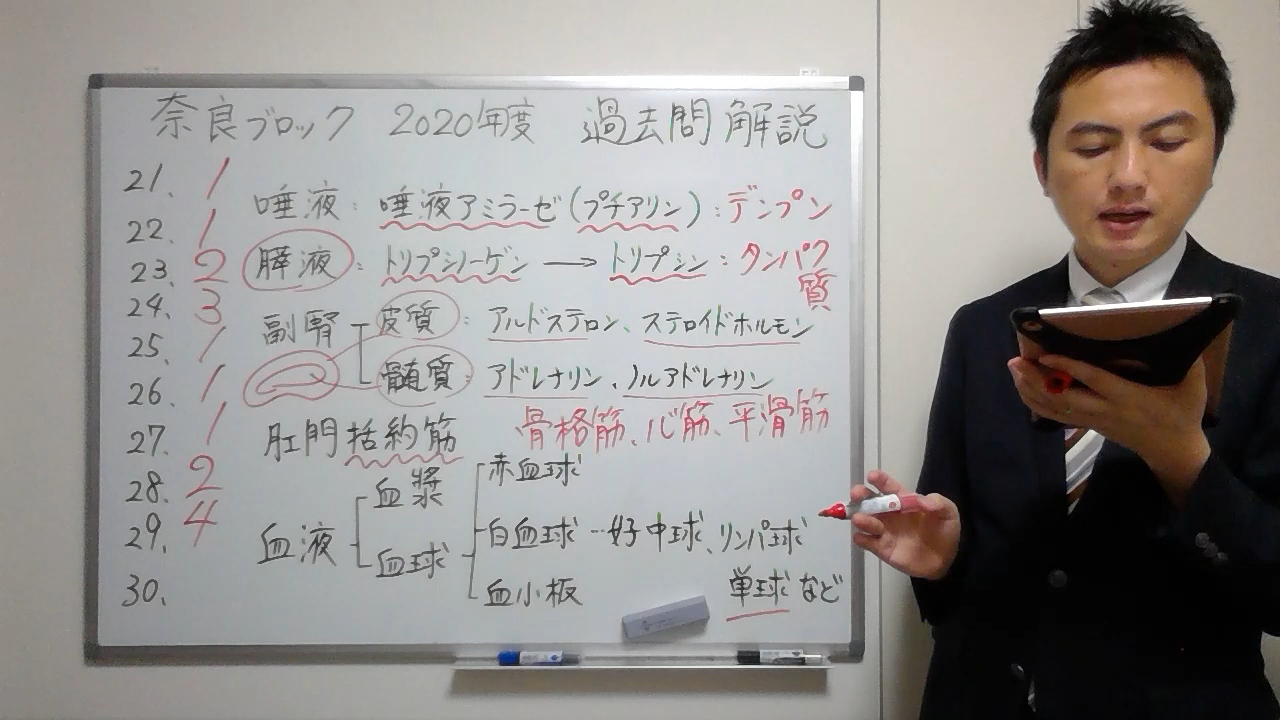 奈良ブロック 2020年度 過去問解説
21. 1
22. 1
23. 2
24. 3
25. 1
26. 1
27. 1
28. 2
29. 4
30.
唾液: 唾液アミラーゼ(プチアリン):デンプン
膵液: トリプシノーゲン → トリプシン:タンパク質
副腎
皮質: アルドステロン、ステロイドホルモン
髄質: アドレナリン、ノルアドレナリン
肛門括約筋 骨格筋、心筋、平滑筋
血液
血漿
血球
赤血球
白血球…好中球、リンパ球
単球など
血小板